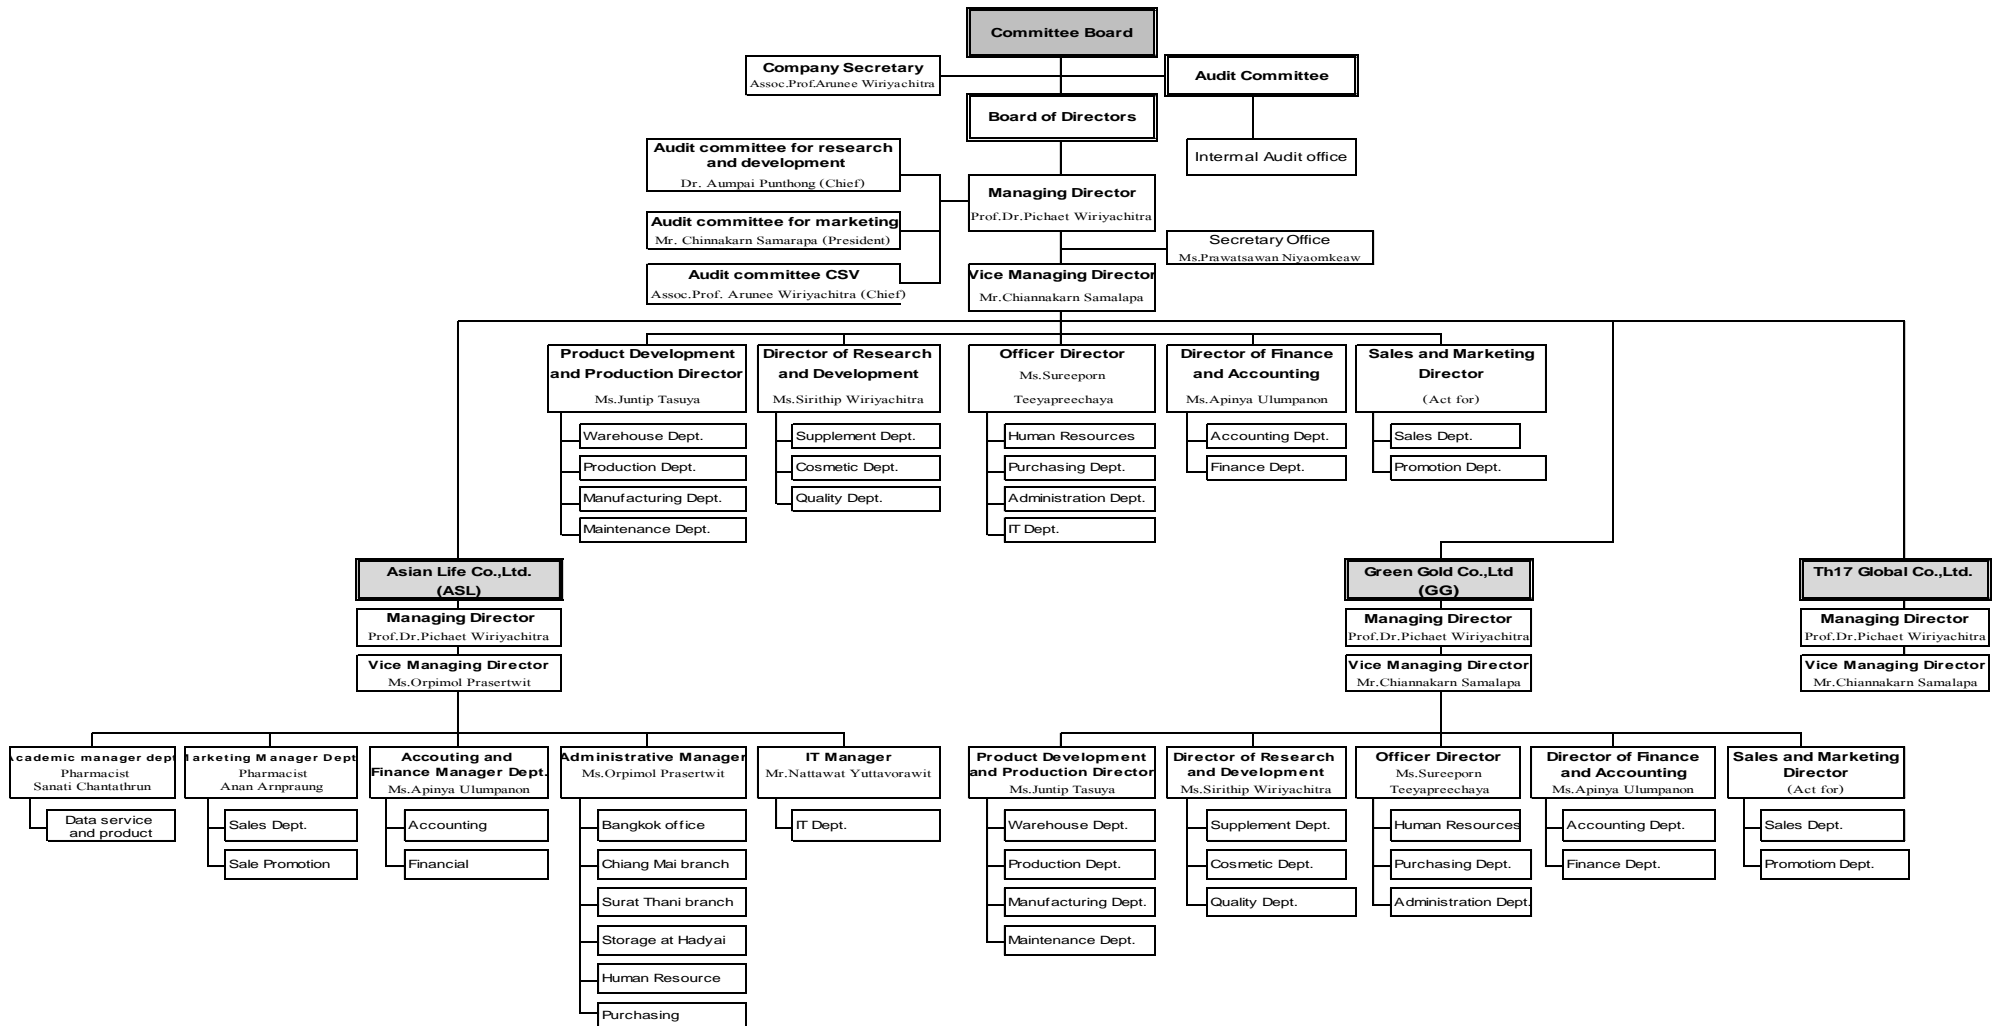 Committee Board
Company Secretary
Assoc.Prof.Arunee Wiriyachitra
Audit Committee
Board of Directors
Audit committee for research
and development
Dr. Aumpai Punthong (Chief)
Intermal Audit office
Managing Director
Prof.Dr.Pichaet Wiriyachitra
Audit committee for marketing
Mr. Chinnakarn Samarapa (President)
Secretary Office
Ms.Prawatsawan Niyaomkeaw
Audit committee CSV
Assoc.Prof. Arunee Wiriyachitra (Chief)
Vice Managing Director
Mr.Chiannakarn Samalapa
Product Development
and Production Director
Ms.Juntip Tasuya
Warehouse Dept.
Production Dept.
Manufacturing Dept.
Maintenance Dept.
Director of Research
and Development
Ms.Sirithip Wiriyachitra
Supplement Dept.
Cosmetic Dept.
Quality Dept.
Officer Director
Ms.Sureeporn
Teeyapreechaya
Human Resources
Purchasing Dept.
Administration Dept.
IT Dept.
Director of Finance
and Accounting
Ms.Apinya Ulumpanon
Accounting Dept.
Finance Dept.
Sales and Marketing
Director
(Act for)
Sales Dept.
Promotion Dept.
Asian Life Co.,Ltd.
(ASL)
Managing Director
Prof.Dr.Pichaet Wiriyachitra
Vice Managing Director
Ms.Orpimol Prasertwit
Green Gold Co.,Ltd
(GG)
Managing Director
Prof.Dr.Pichaet Wiriyachitra
Vice Managing Director
Mr.Chiannakarn Samalapa
Th17 Global Co.,Ltd.
Managing Director
Prof.Dr.Pichaet Wiriyachitra
Vice Managing Director
Mr.Chiannakarn Samalapa
Academic manager dept
Pharmacist
Sanati Chantathrun
Data service
and product
Marketing Manager Dept
Pharmacist
Anan Arnpraung
Sales Dept.
Sale Promotion
Accouting and
Finance Manager Dept.
Ms.Apinya Ulumpanon
Accounting
Financial
Administrative Manager
Ms.Orpimol Prasertwit
Bangkok office
Chiang Mai branch
Surat Thani branch
Storage at Hadyai
Human Resource
Purchasing
IT Manager
Mr.Nattawat Yuttavorawit
IT Dept.
Product Development
and Production Director
Ms.Juntip Tasuya
Warehouse Dept.
Production Dept.
Manufacturing Dept.
Maintenance Dept.
Director of Research
and Development
Ms.Sirithip Wiriyachitra
Supplement Dept.
Cosmetic Dept.
Quality Dept.
Officer Director
Ms.Sureeporn
Teeyapreechaya
Human Resources
Purchasing Dept.
Administration Dept.
Director of Finance
and Accounting
Ms.Apinya Ulumpanon
Accounting Dept.
Finance Dept.
Sales and Marketing
Director
(Act for)
Sales Dept.
Promotiom Dept.